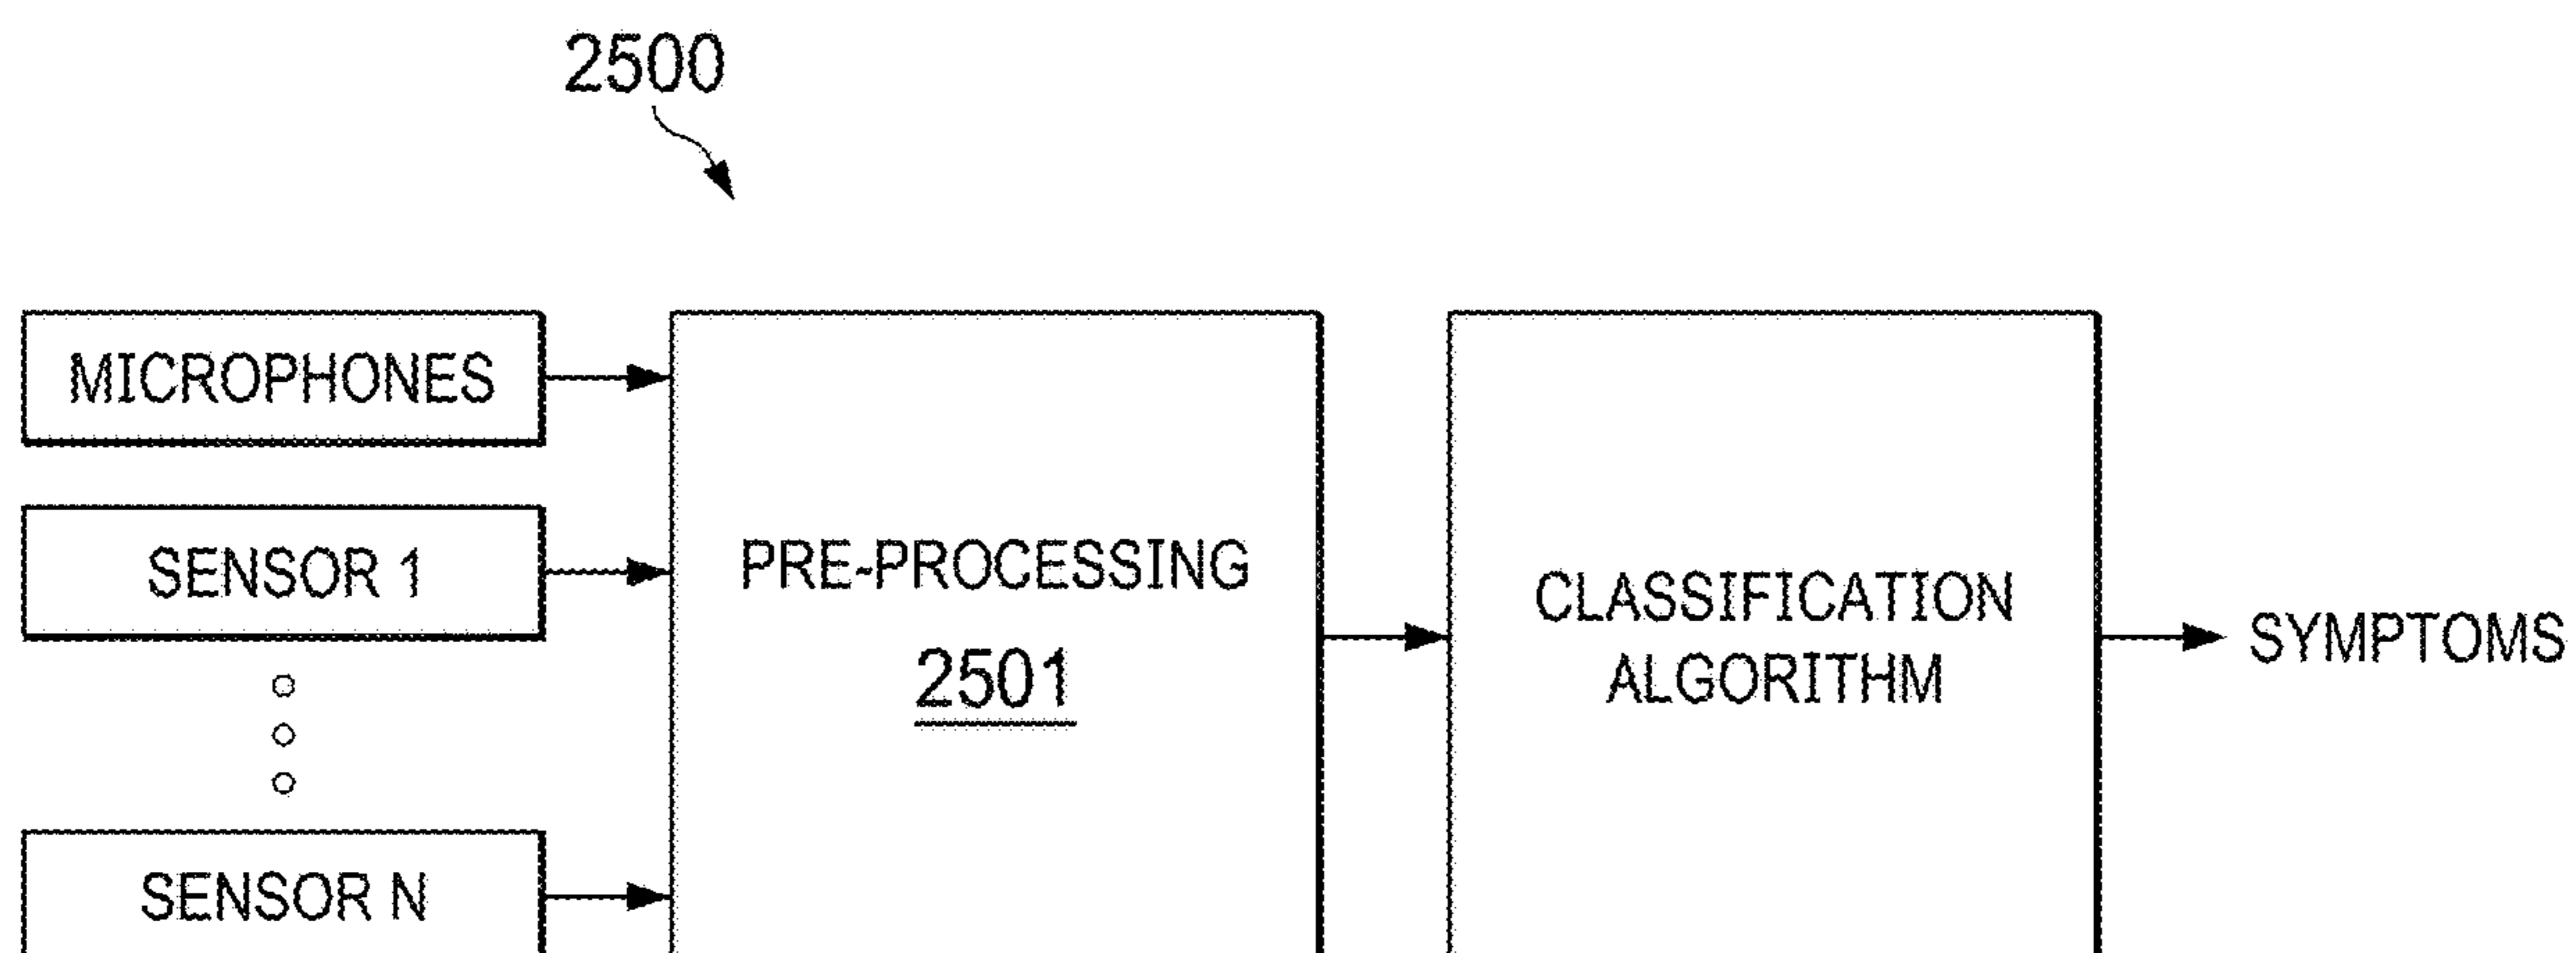 2500
MICROPHONES
SENSOR 1
SENSOR N
PRE-PROCESSING
2501
CLASSIFICATION
ALGORITHM
SYMPTOMS